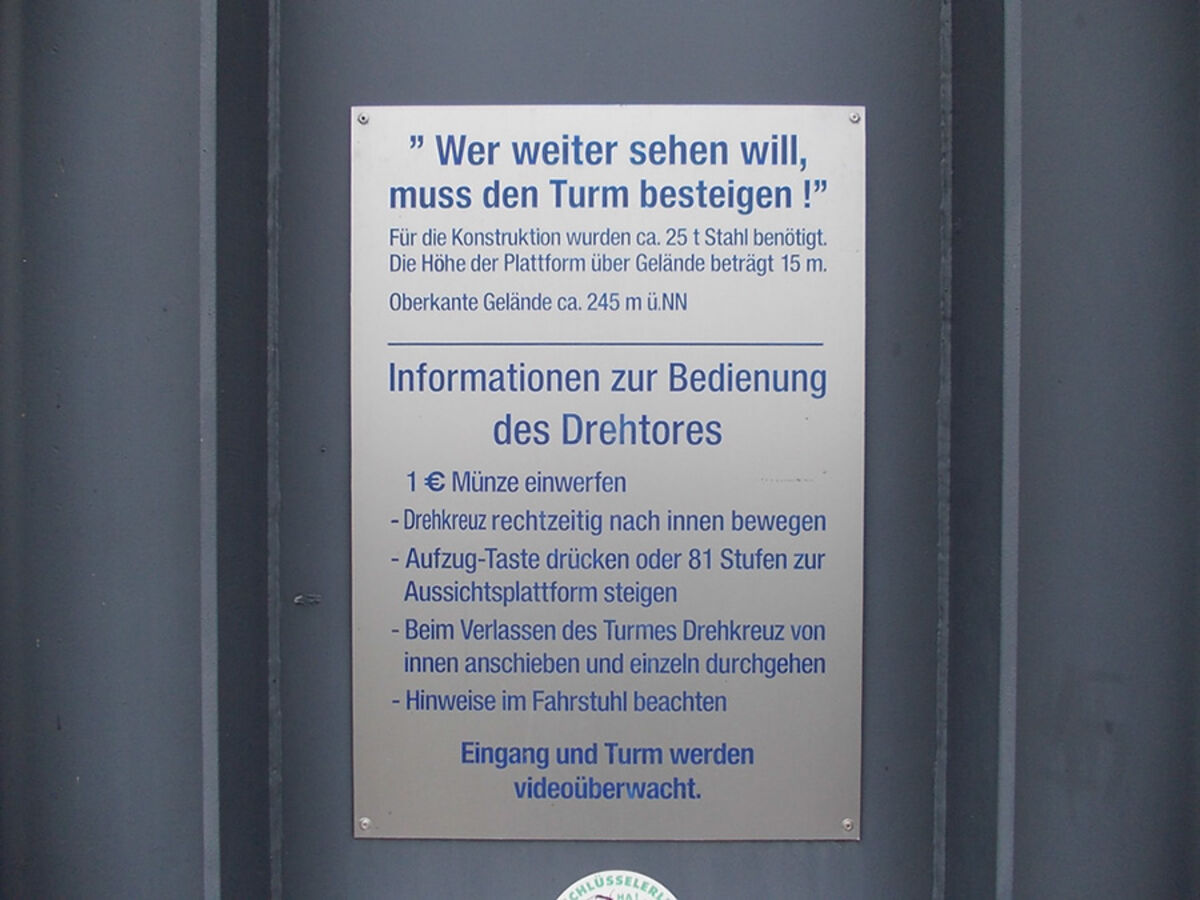 ” Wer weiter sehen will,
muss den Turm besteigen !”
Für die Konstruktion wurden ca. 25 t Stahl benötigt.
Die Höhe der Plattform über Gelände beträgt 15 m.
Oberkante Gelände ca. 245 m ü.NN
Informationen zur Bedienung
des Drehtores
1 € Münze einwerfen
- Drehkreuz rechtzeitig nach innen bewegen
- Aufzug-Taste drücken oder 81 Stufen zur
Aussichtsplattform steigen
- Beim Verlassen des Turmes Drehkreuz von
innen anschieben und einzeln durchgehen
- Hinweise im Fahrstuhl beachten
Eingang und Turm werden
videoüberwacht.